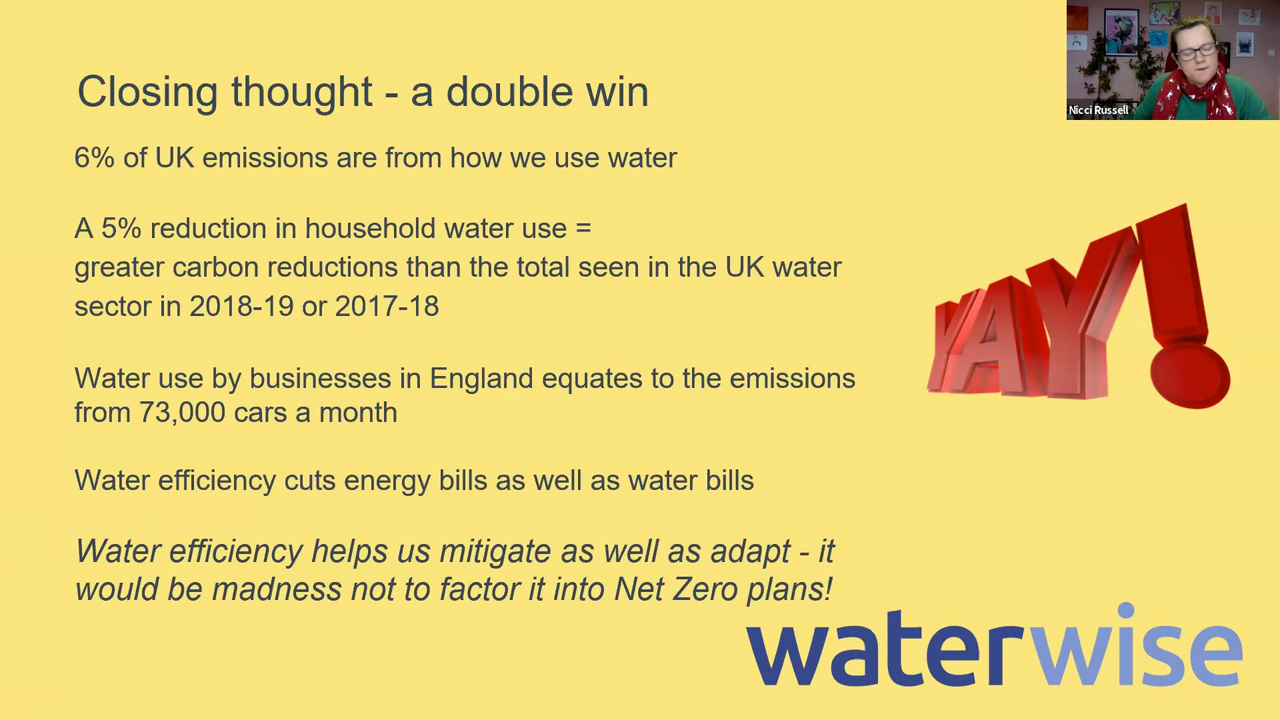 Closing thought - a double win
Nicci Russell
6% of UK emissions are from how we use water
A 5% reduction in household water use =
greater carbon reductions than the total seen in the UK water
sector in 2018-19 or 2017-18
YAY!
Water use by businesses in England equates to the emissions
from 73,000 cars a month
Water efficiency cuts energy bills as well as water bills
Water efficiency helps us mitigate as well as adapt - it
would be madness not to factor it into Net Zero plans!
waterwise